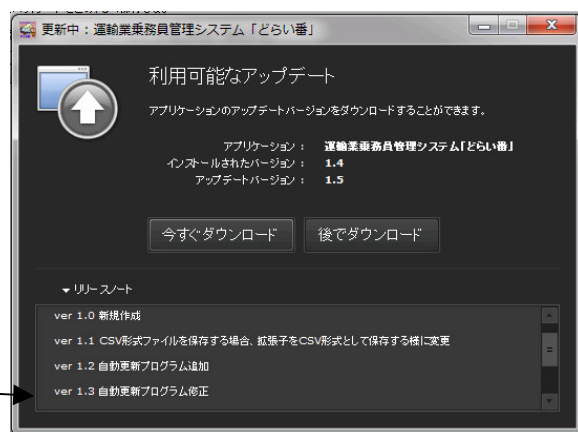 更新中：運輸業乗務員管理システム「どらい番」
利用可能なアップデート
アプリケーションのアップデートバージョンをダウンロードすることができます。
アプリケーション： 運輸業乗務員管理システム「どらい番」
インストールされたバージョン： 1.4
アップデートバージョン： 1.5
今すぐダウンロード 後でダウンロード
リリースノート
ver 1.0 新規作成
ver 1.1 CSV形式ファイルを保存する場合、拡張子をCSV形式として保存する様に変更
ver 1.2 自動更新プログラム追加
ver 1.3 自動更新プログラム修正